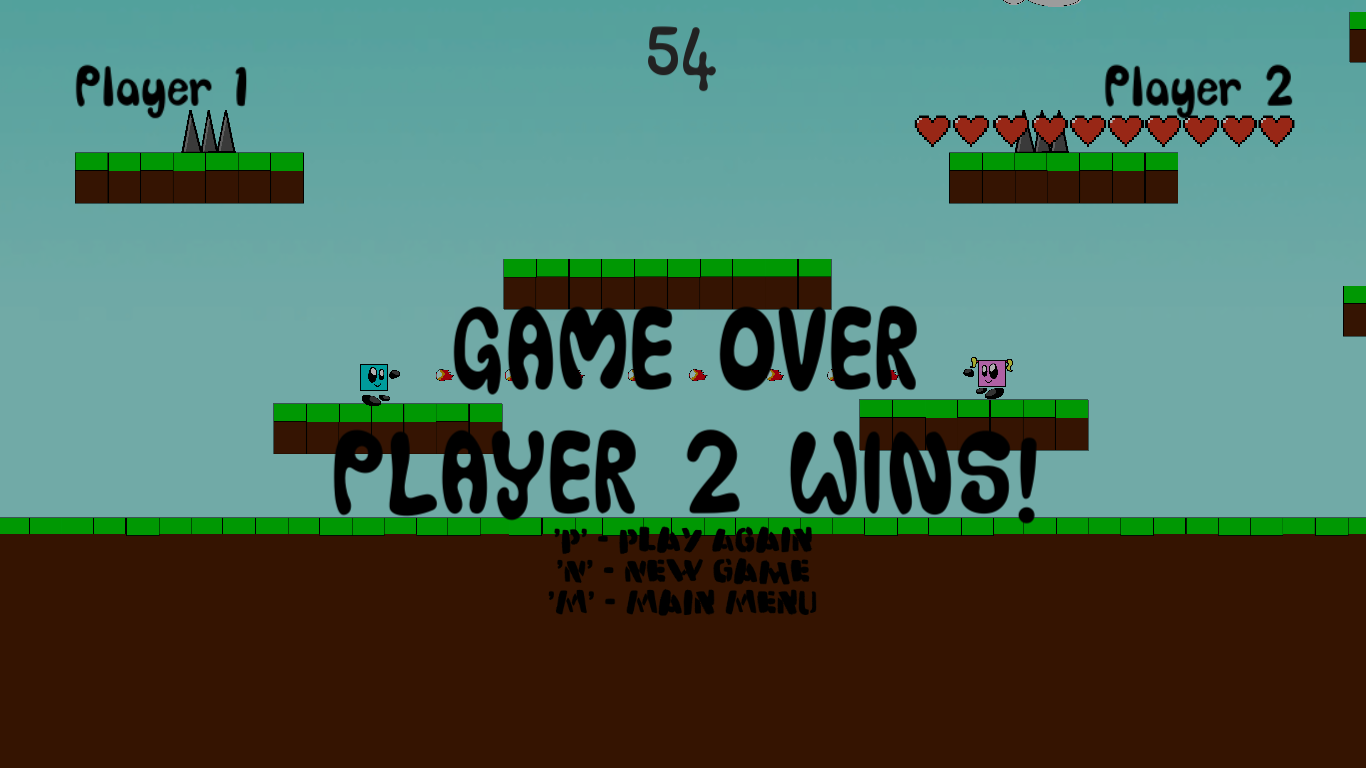 54
Player 1
Player 2
GAME OVER
PLAYER 2 WINS!
'P' - PLAY AGAIN
'N' - NEW GAME
'M' - MAIN MENU